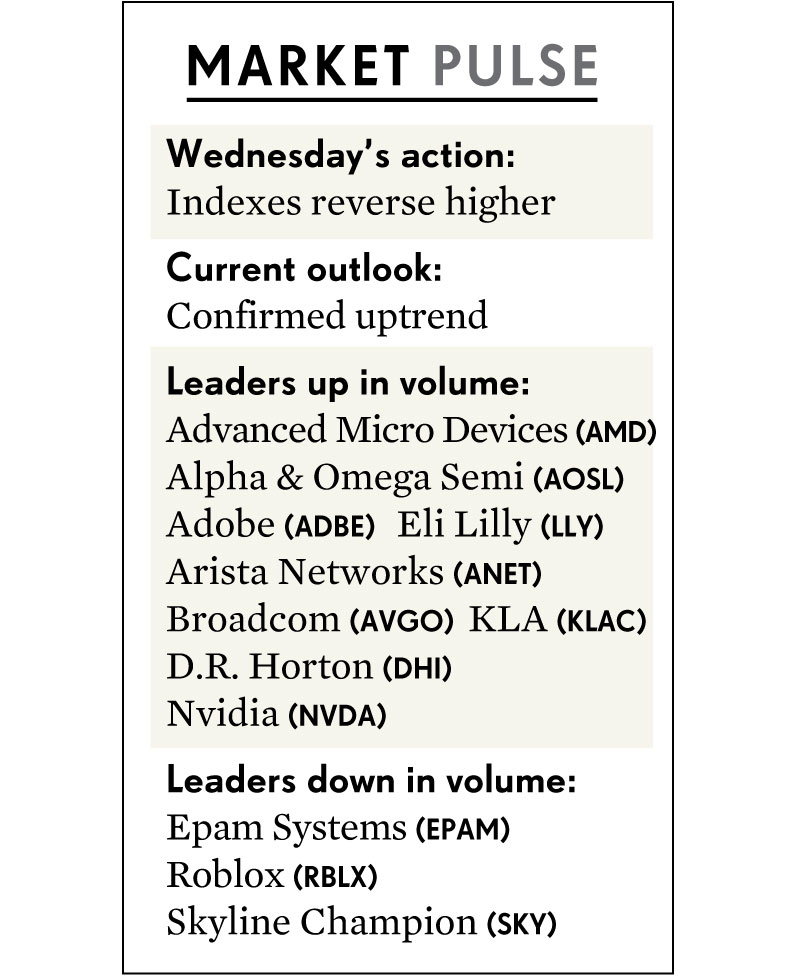 MARKET PULSE
Wednesday’s action:
Indexes reverse higher
Current outlook:
Confirmed uptrend
Leaders up in volume:
Advanced Micro Devices (AMD)
Alpha & Omega Semi (AOSL)
Adobe (ADBE) Eli Lilly (LLY)
Arista Networks (ANET)
Broadcom (AVGO) KLA (KLAC)
D.R. Horton (DHI)
Nvidia (NVDA)
Leaders down in volume:
Epam Systems (EPAM)
Roblox (RBLX)
Skyline Champion (SKY)